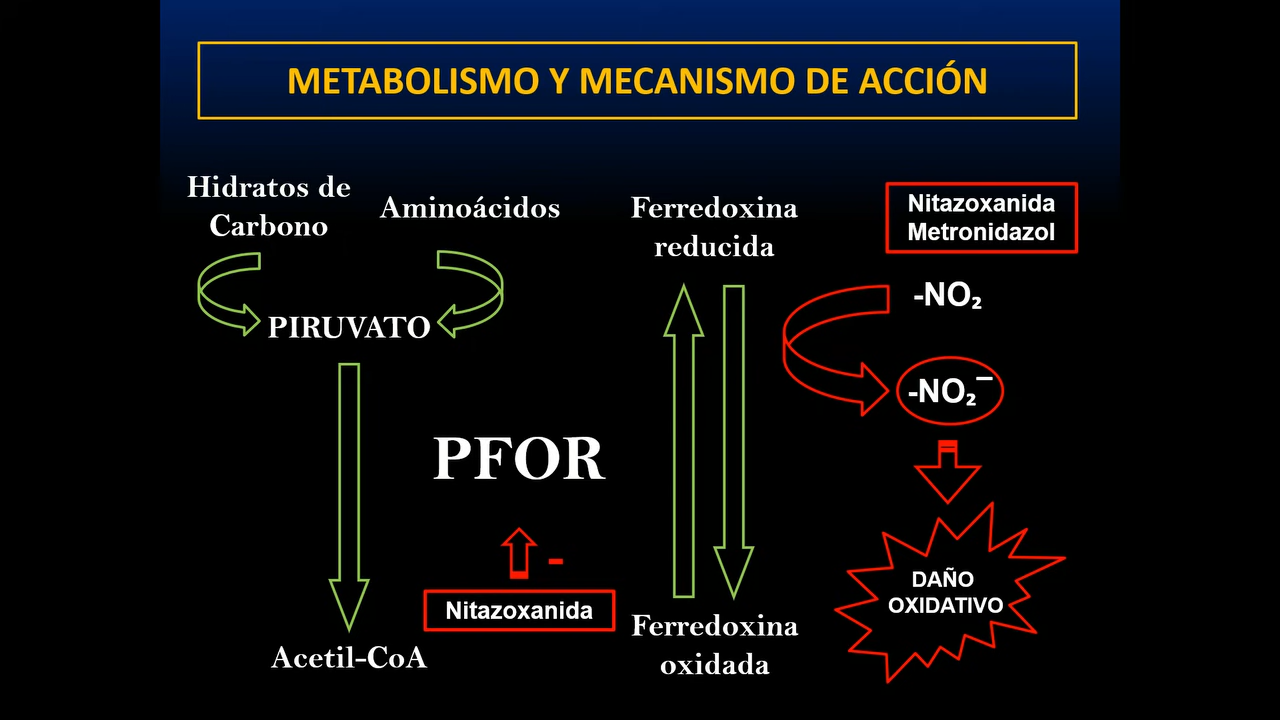 METABOLISMO Y MECANISMO DE ACCIÓN
Hidratos de
Carbono
Aminoácidos
PIRUVATO
Acetil-CoA
PFOR
-
Nitazoxanida
Ferredoxina
reducida
Ferredoxina
oxidada
Nitazoxanida
Metronidazol
-NO₂
-NO₂⁻
DAÑO
OXIDATIVO